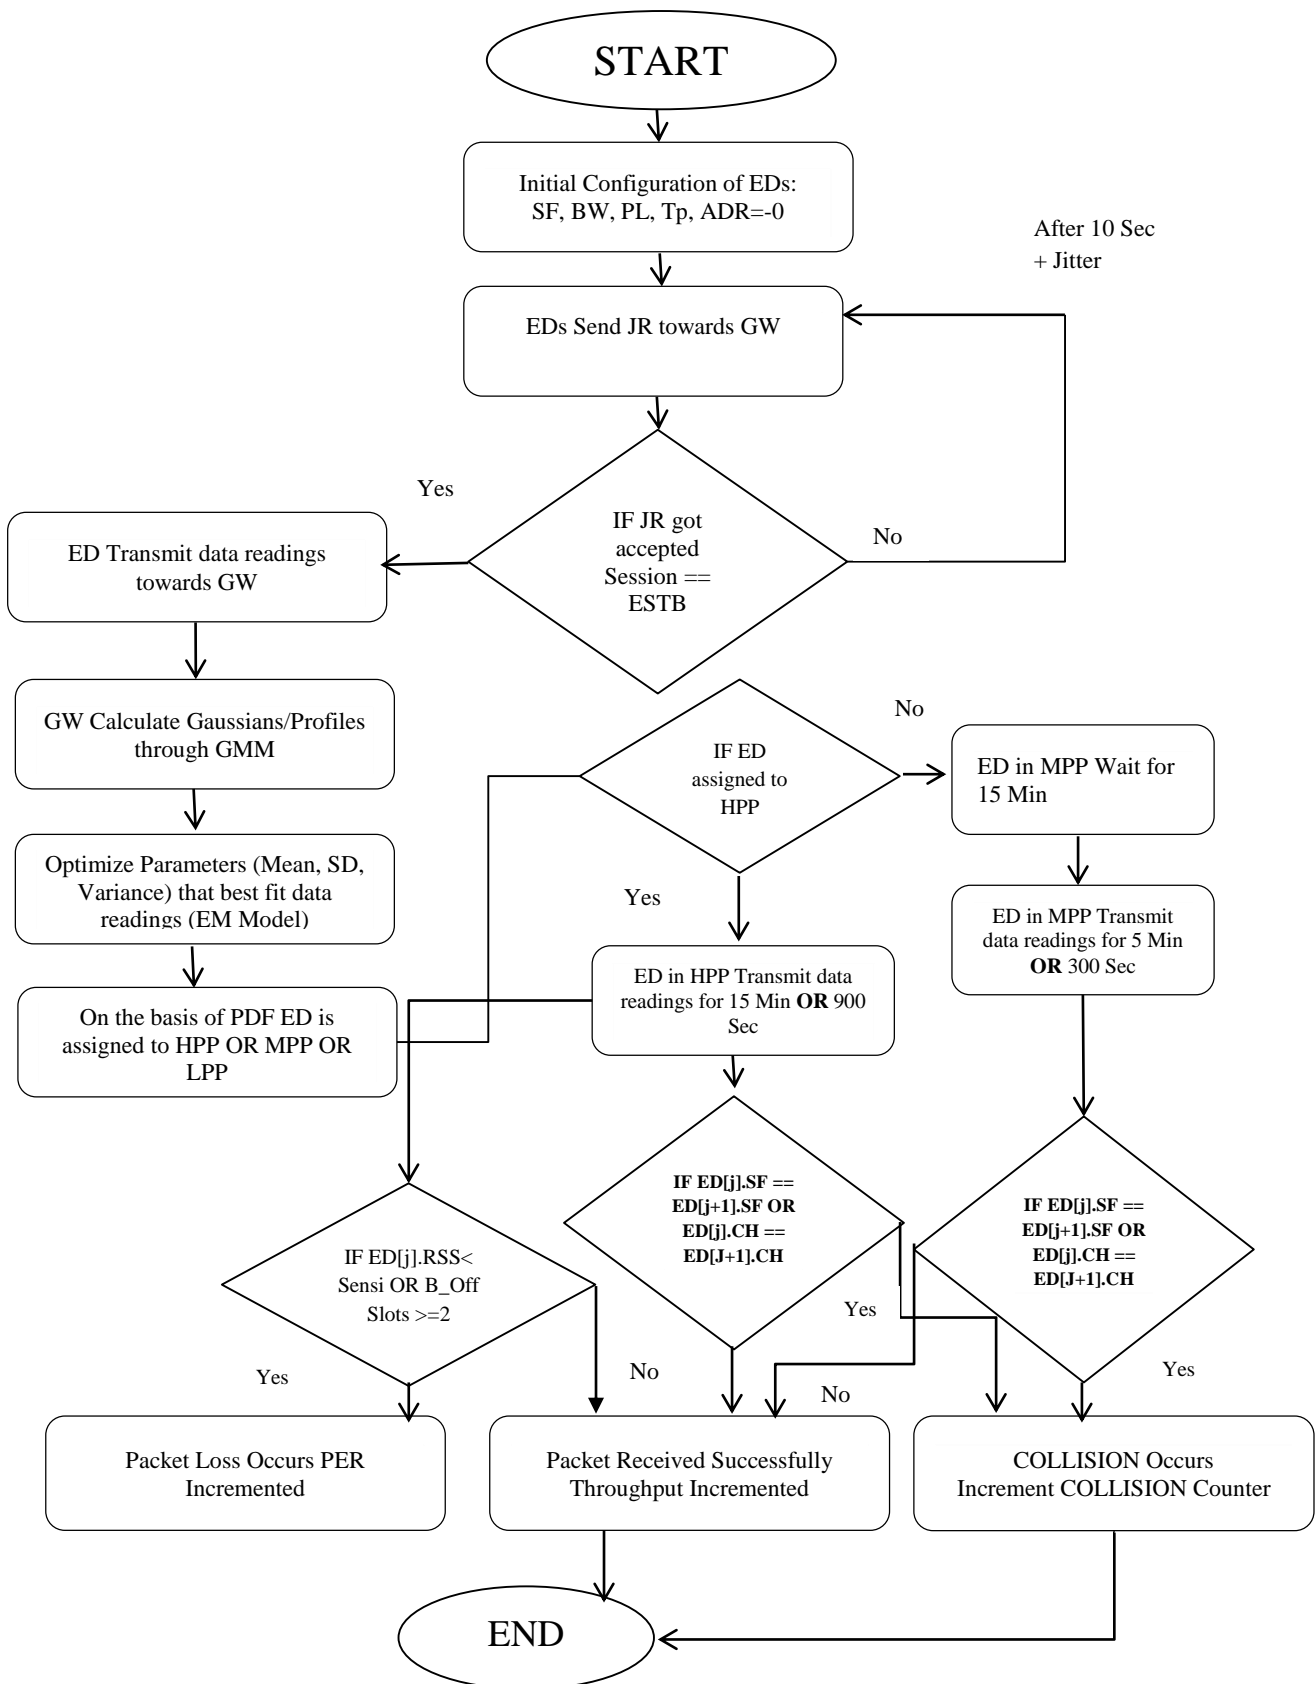 START
Initial Configuration of EDs:
SF, BW, PL, Tp, ADR=-0
After 10 Sec
+ Jitter
EDs Send JR towards GW
Yes
IF JR got
accepted
Session ==
ESTB
No
ED Transmit data readings
towards GW
GW Calculate Gaussians/Profiles
through GMM
No
IF ED
assigned to
HPP
ED in MPP Wait for
15 Min
Optimize Parameters (Mean, SD,
Variance) that best fit data
readings (EM Model)
Yes
ED in MPP Transmit
data readings for 5 Min
OR 300 Sec
ED in HPP Transmit data
readings for 15 Min OR 900
Sec
On the basis of PDF ED is
assigned to HPP OR MPP OR
LPP
IF ED[j].SF ==
ED[j+1].SF OR
ED[j].CH ==
ED[J+1].CH
IF ED[j].SF ==
ED[j+1].SF OR
ED[j].CH ==
ED[J+1].CH
IF ED[j].RSS<
Sensi OR B_Off
Slots >=2
Yes
Yes
No
No
Yes
Packet Loss Occurs PER
Incremented
Packet Received Successfully
Throughput Incremented
COLLISION Occurs
Increment COLLISION Counter
END